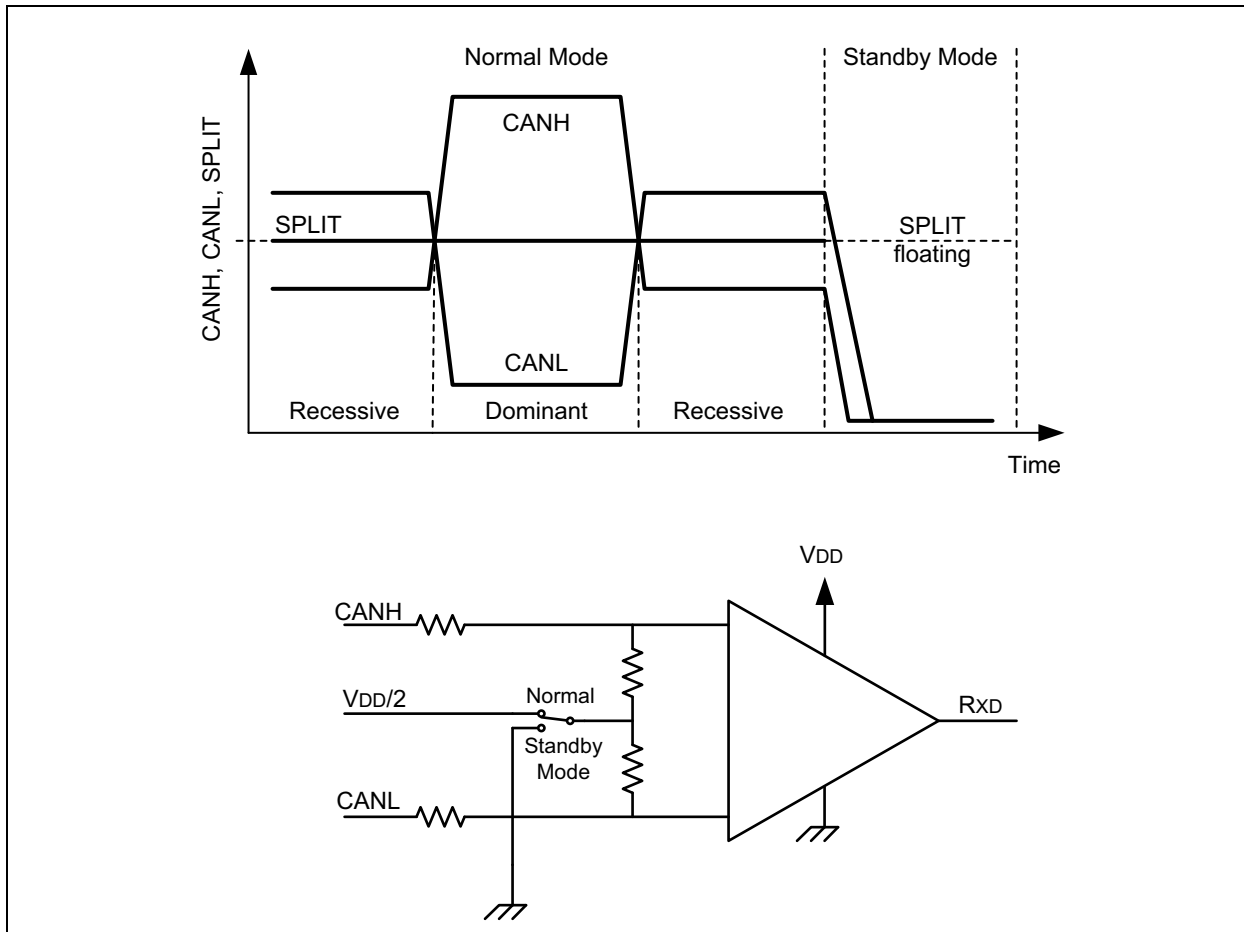 Normal Mode
Standby Mode
CANH, CANL, SPLIT
CANH
SPLIT
SPLIT
floating
CANL
Recessive
Dominant
Recessive
Time
VDD
CANH
VDD/2
Normal
RXD
Standby
Mode
CANL